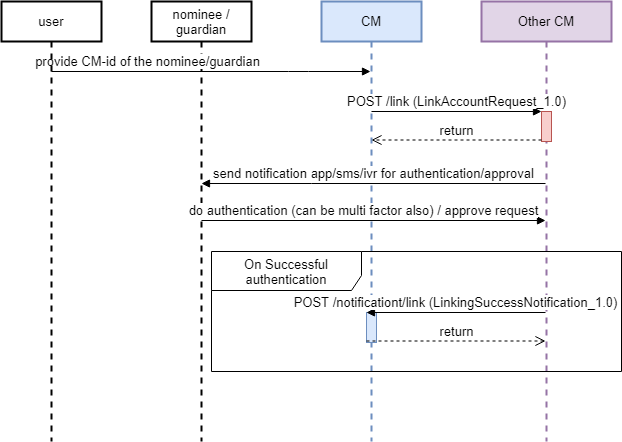 user
nominee /
guardian
CM
Other CM
provide CM-id of the nominee/guardian
POST /link (LinkAccountRequest_1.0)
return
send notification app/sms/ivr for authentication/approval
do authentication (can be multi factor also) / approve request
On Successful
authentication
POST /notificationt/link (LinkingSuccessNotification_1.0)
return